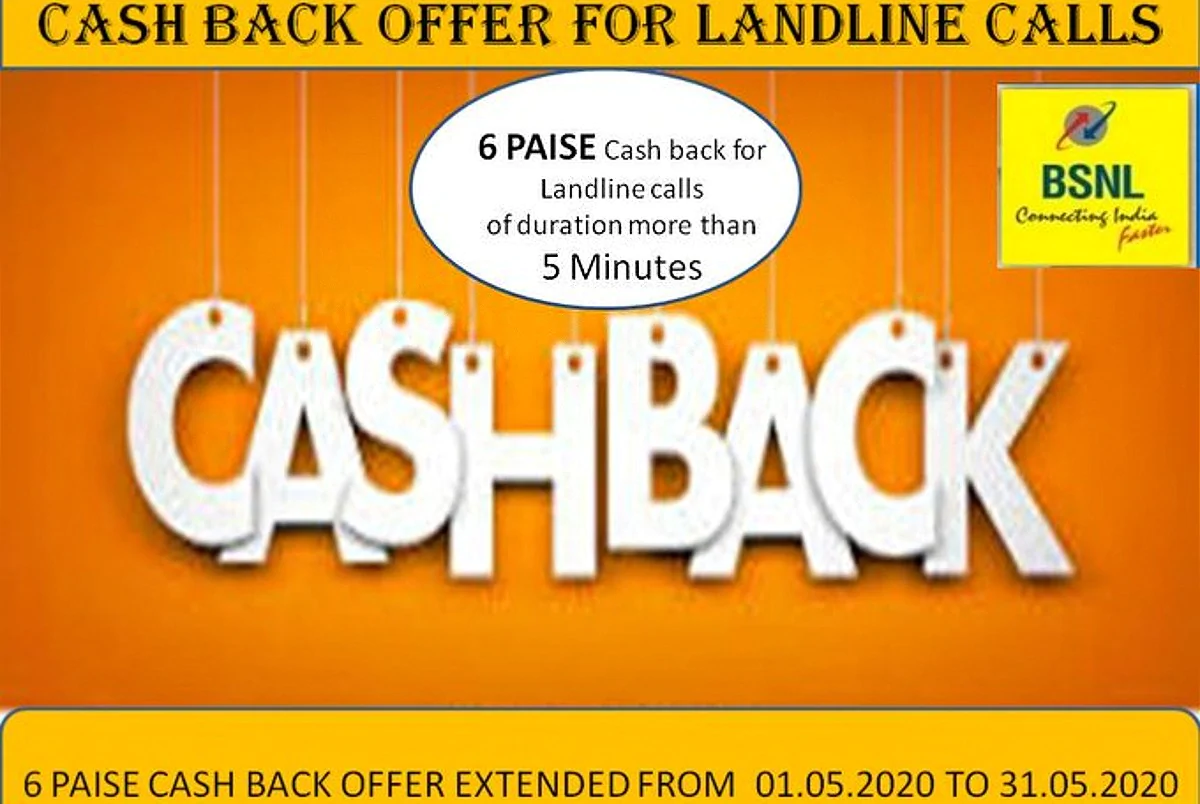 CASH BACK OFFER FOR LANDLINE CALLS
6 PAISE Cash back for
Landline calls
of duration more than
5 Minutes
BSNL
Connecting India
Faster
CASHBACK
6 PAISE CASH BACK OFFER EXTENDED FROM 01.05.2020 TO 31.05.2020